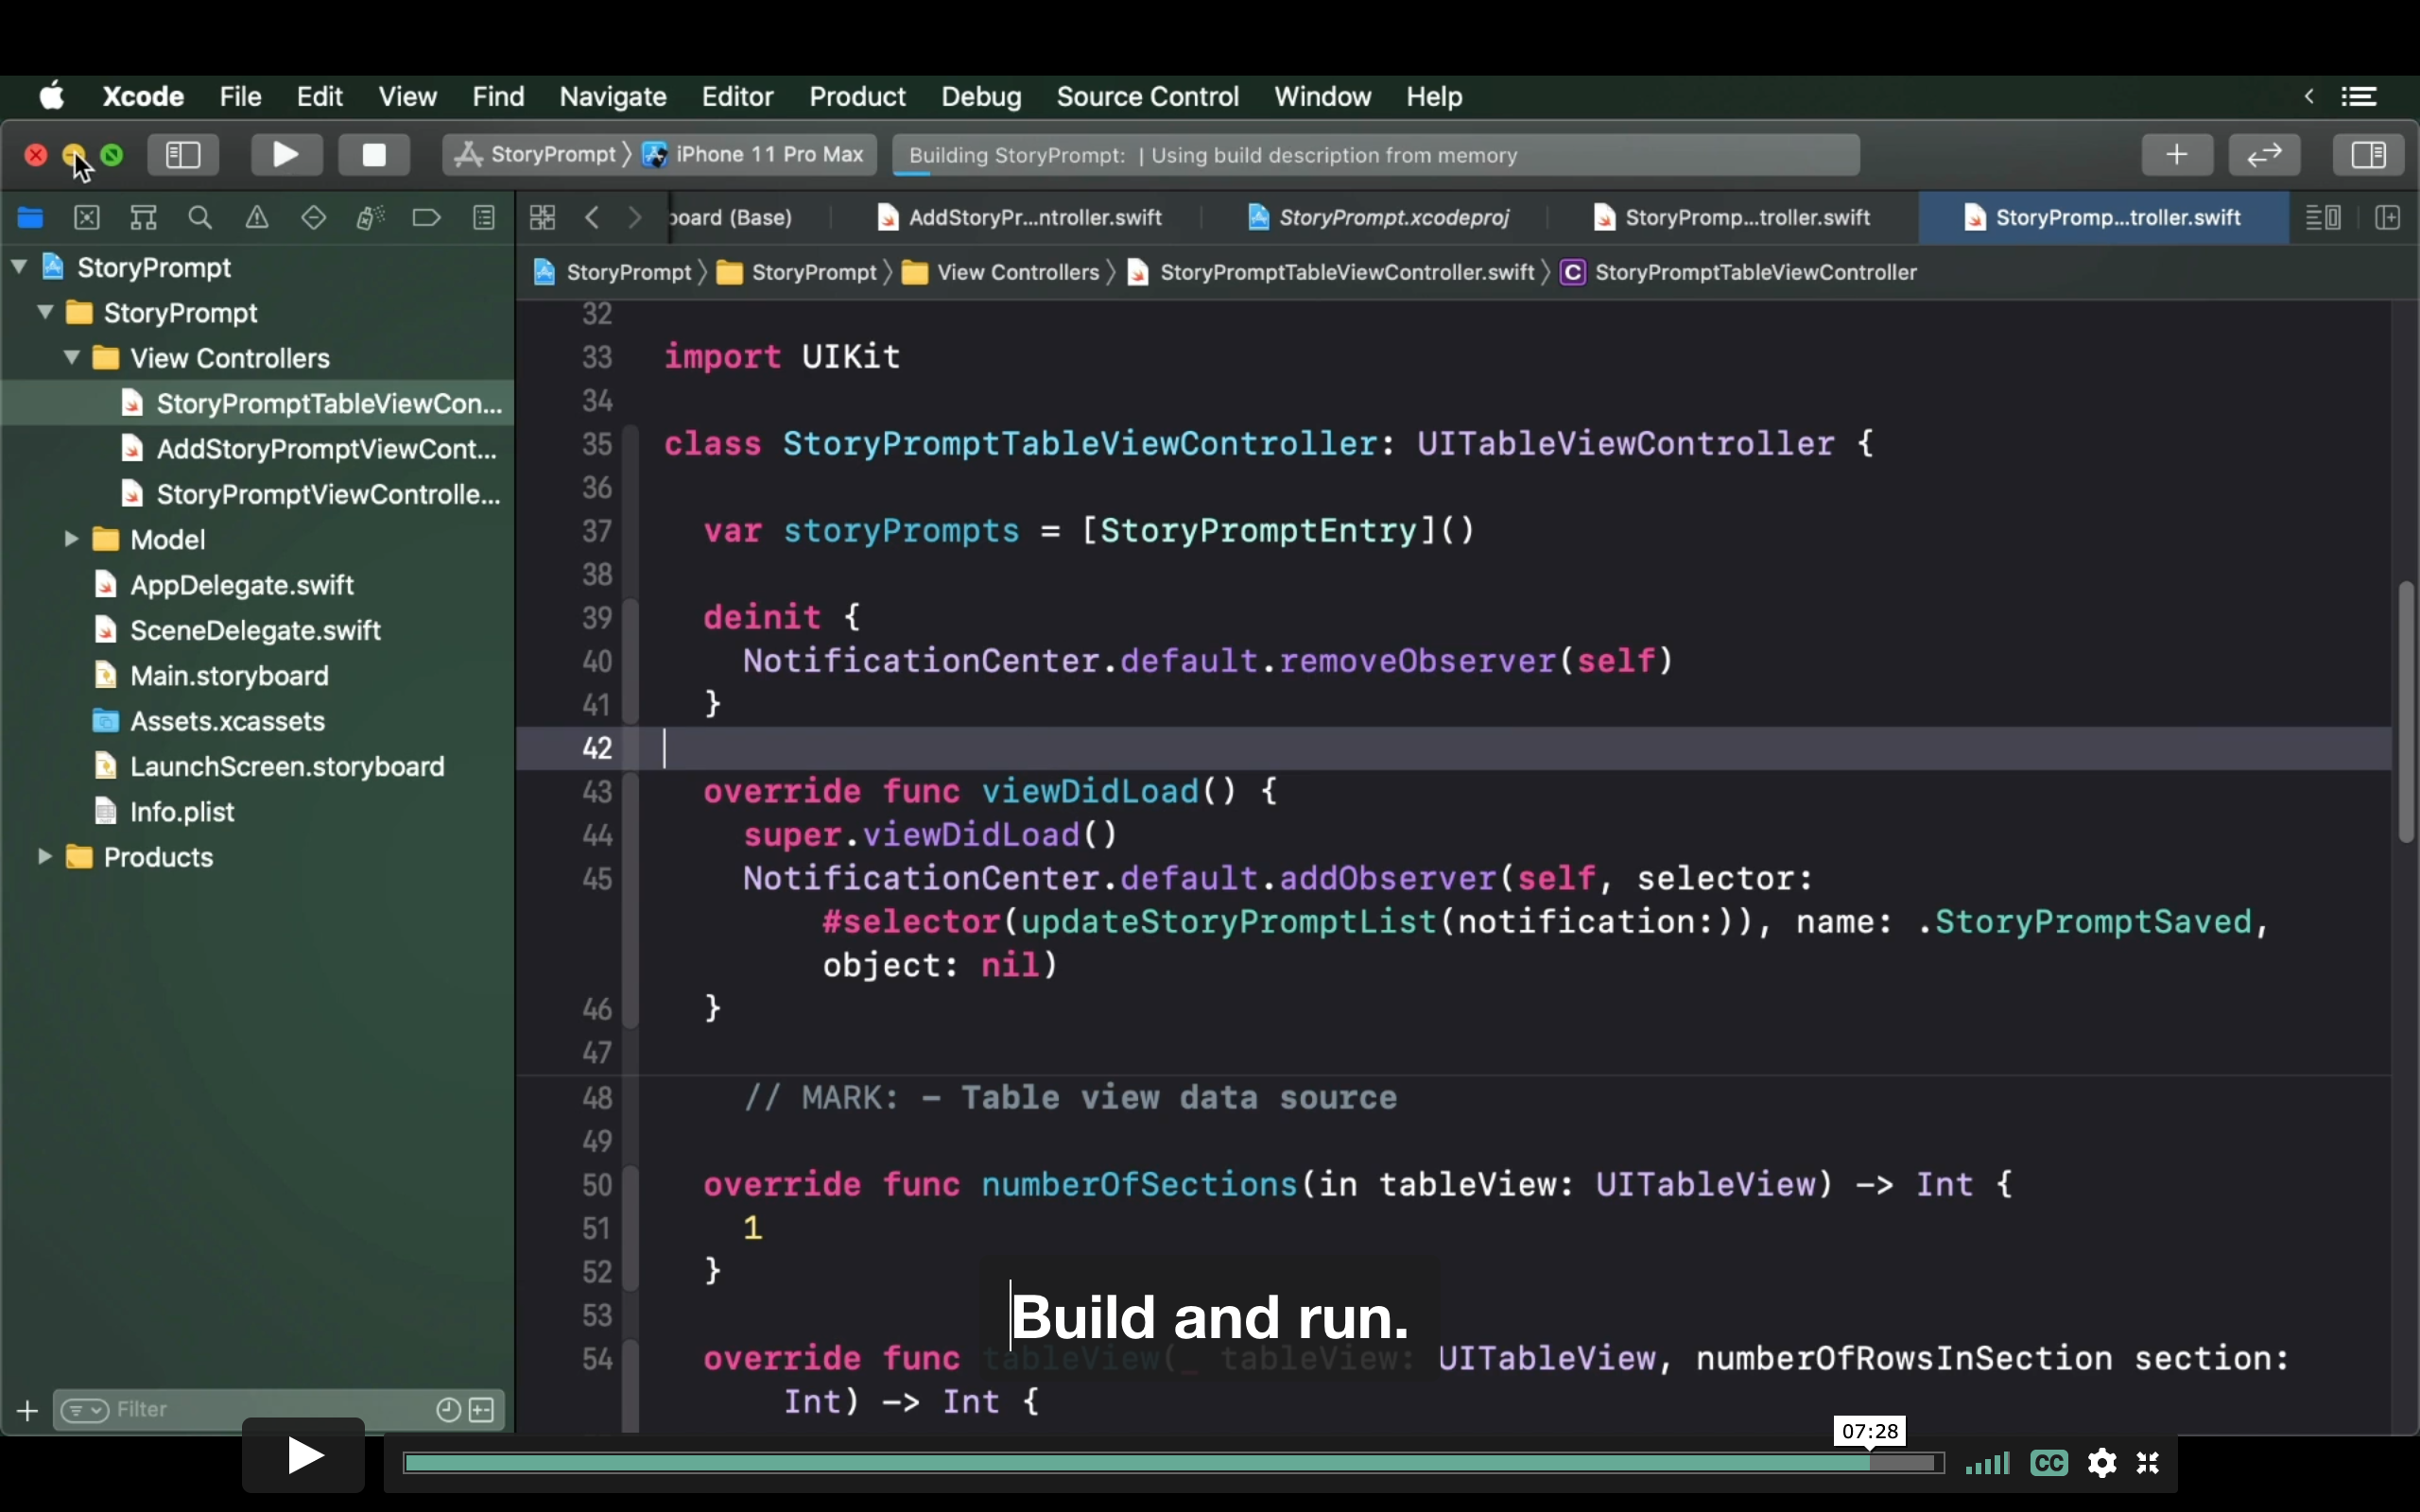 Xcode File Edit View Find Navigate Editor Product Debug Source Control Window Help
StoryPrompt iPhone 11 Pro Max Building StoryPrompt: | Using build description from memory
oard (Base) AddStoryPr...ntroller.swift StoryPrompt.xcodeproj StoryPromp...troller.swift StoryPromp...troller.swift
StoryPrompt StoryPrompt View Controllers StoryPromptTableViewController.swift C StoryPromptTableViewController
StoryPrompt
StoryPrompt
View Controllers
StoryPromptTableViewCon...
AddStoryPromptViewCont...
StoryPromptViewControlle...
Model
AppDelegate.swift
SceneDelegate.swift
Main.storyboard
Assets.xcassets
LaunchScreen.storyboard
Info.plist
Products
Filter
32
33 import UIKit
34
35 class StoryPromptTableViewController: UITableViewController {
36
37 var storyPrompts = [StoryPromptEntry]()
38
39 deinit {
40 NotificationCenter.default.removeObserver(self)
41 }
42
43 override func viewDidLoad() {
44 super.viewDidLoad()
45 NotificationCenter.default.addObserver(self, selector:
#selector(updateStoryPromptList(notification:)), name: .StoryPromptSaved,
object: nil)
46 }
47
48 // MARK: - Table view data source
49
50 override func numberOfSections(in tableView: UITableView) -> Int {
51 1
52 }
53
54 override func tableView(_ tableView: UITableView, numberOfRowsInSection section:
Int) -> Int {
Build and run.
07:28
CC